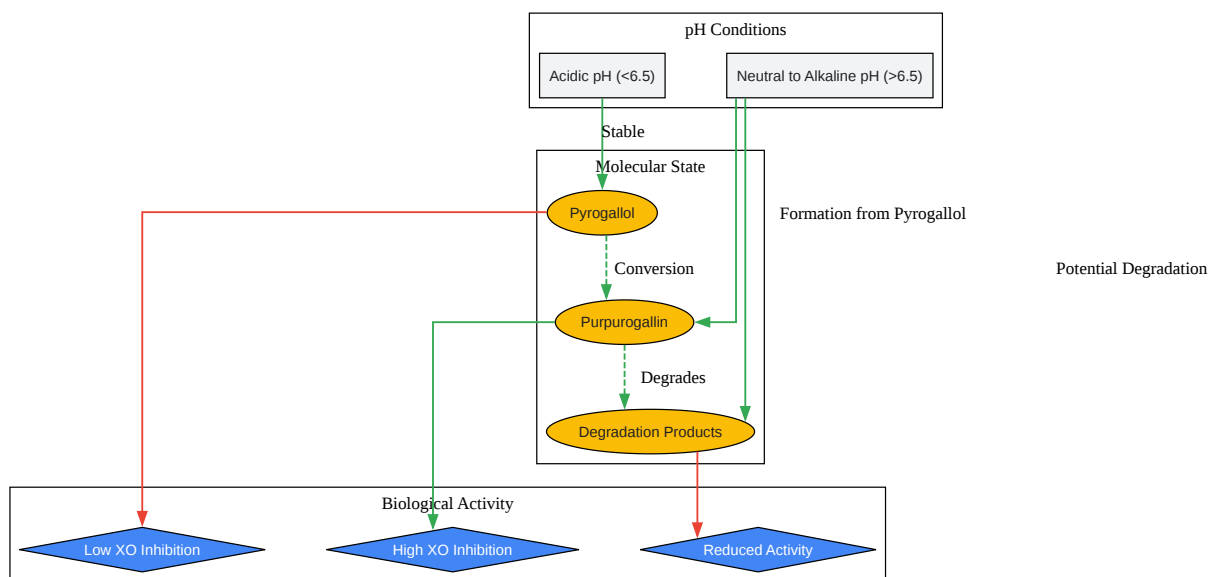 pH Conditions
Acidic pH (<6.5)
Neutral to Alkaline pH (>6.5)
Stable
Molecular State
Pyrogallol
Formation from Pyrogallol
Conversion
Potential Degradation
Purpurogallin
Degrades
Degradation Products
Biological Activity
Low XO Inhibition
High XO Inhibition
Reduced Activity